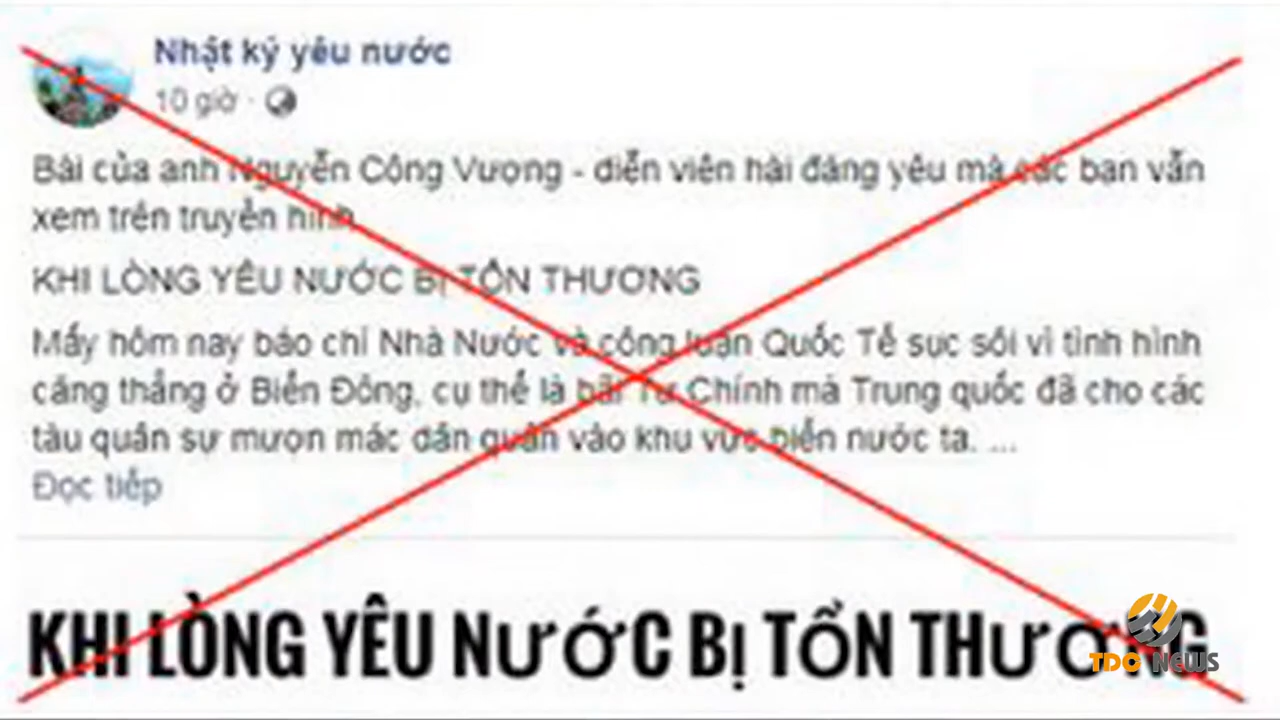 Nhật ký yêu nước
10 giờ ·
Bài của anh Nguyễn Công Vượng - diễn viên hài đáng yêu mà các bạn vẫn
xem trên truyền hình
KHI LÒNG YÊU NƯỚC BỊ TỔN THƯƠNG
Mấy hôm nay báo chí Nhà Nước và công luận Quốc Tế sục sôi vì tình hình
căng thẳng ở Biển Đông, cụ thể là bãi Tư Chính mà Trung quốc đã cho các
tàu quân sự mượn mác dân quân vào khu vực biển nước ta. ...
Đọc tiếp
KHI LÒNG YÊU NƯỚC BỊ TỔN THƯƠNG
TDC NEWS